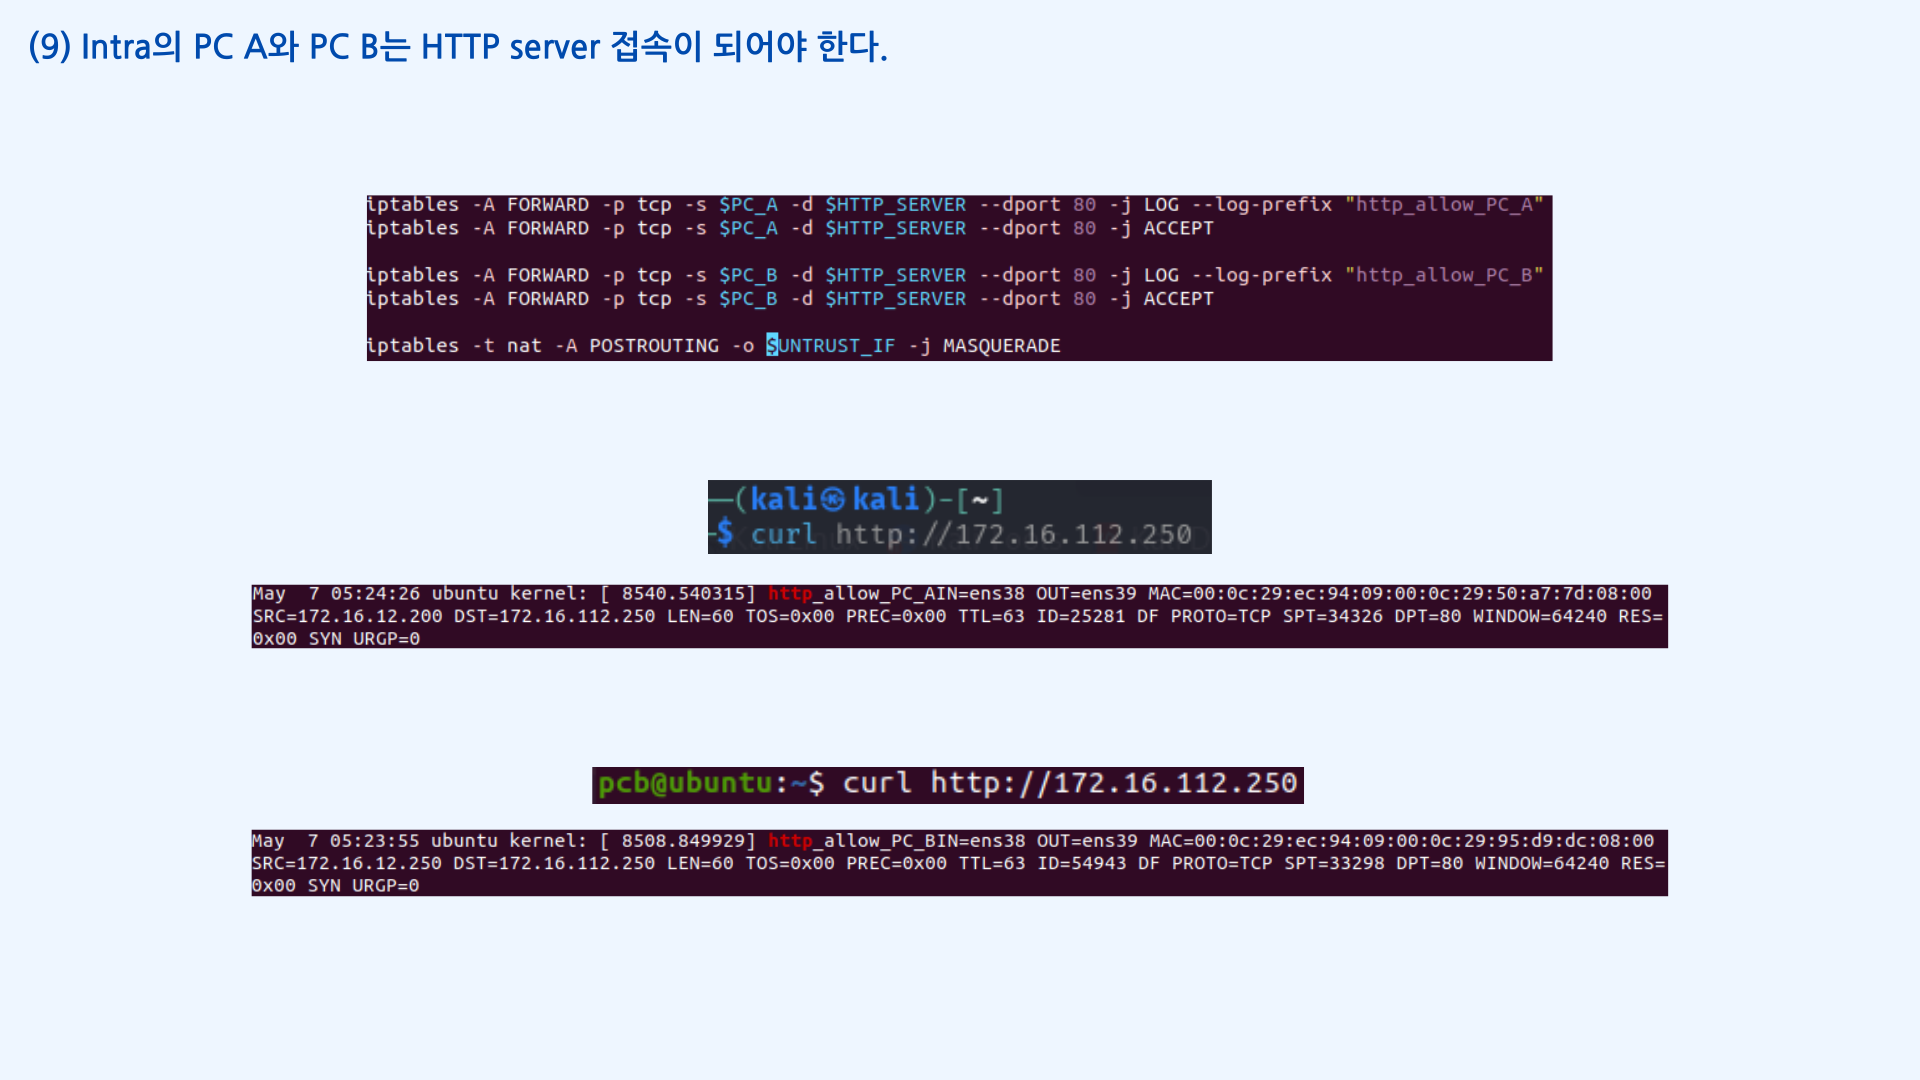 (9) Intra의 PC A와 PC B는 HTTP server 접속이 되어야 한다.
iptables -A FORWARD -p tcp -s $PC_A -d $HTTP_SERVER --dport 80 -j LOG --log-prefix "http_allow_PC_A"
iptables -A FORWARD -p tcp -s $PC_A -d $HTTP_SERVER --dport 80 -j ACCEPT
iptables -A FORWARD -p tcp -s $PC_B -d $HTTP_SERVER --dport 80 -j LOG --log-prefix "http_allow_PC_B"
iptables -A FORWARD -p tcp -s $PC_B -d $HTTP_SERVER --dport 80 -j ACCEPT
iptables -t nat -A POSTROUTING -o $UNTRUST_IF -j MASQUERADE
—(kali㉿kali)-[~]
-$ curl http://172.16.112.250
May  7 05:24:26 ubuntu kernel: [ 8540.540315] http_allow_PC_AIN=ens38 OUT=ens39 MAC=00:0c:29:ec:94:09:00:0c:29:50:a7:7d:08:00
SRC=172.16.12.200 DST=172.16.112.250 LEN=60 TOS=0x00 PREC=0x00 TTL=63 ID=25281 DF PROTO=TCP SPT=34326 DPT=80 WINDOW=64240 RES=
0x00 SYN URGP=0
pcb@ubuntu:~$ curl http://172.16.112.250
May  7 05:23:55 ubuntu kernel: [ 8508.849929] http_allow_PC_BIN=ens38 OUT=ens39 MAC=00:0c:29:ec:94:09:00:0c:29:95:d9:dc:08:00
SRC=172.16.12.250 DST=172.16.112.250 LEN=60 TOS=0x00 PREC=0x00 TTL=63 ID=54943 DF PROTO=TCP SPT=33298 DPT=80 WINDOW=64240 RES=
0x00 SYN URGP=0